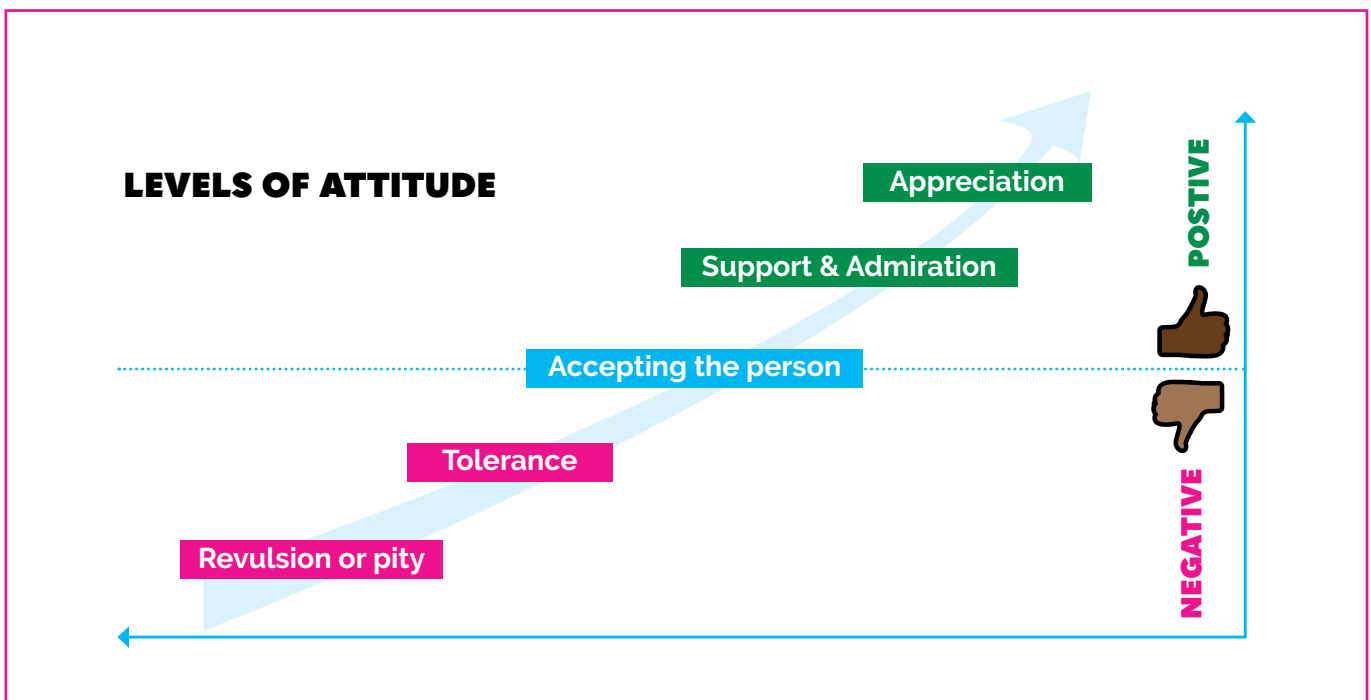 LEVELS OF ATTITUDE
Appreciation
Support & Admiration
Accepting the person
Tolerance
Revulsion or pity
POSTIVE
NEGATIVE